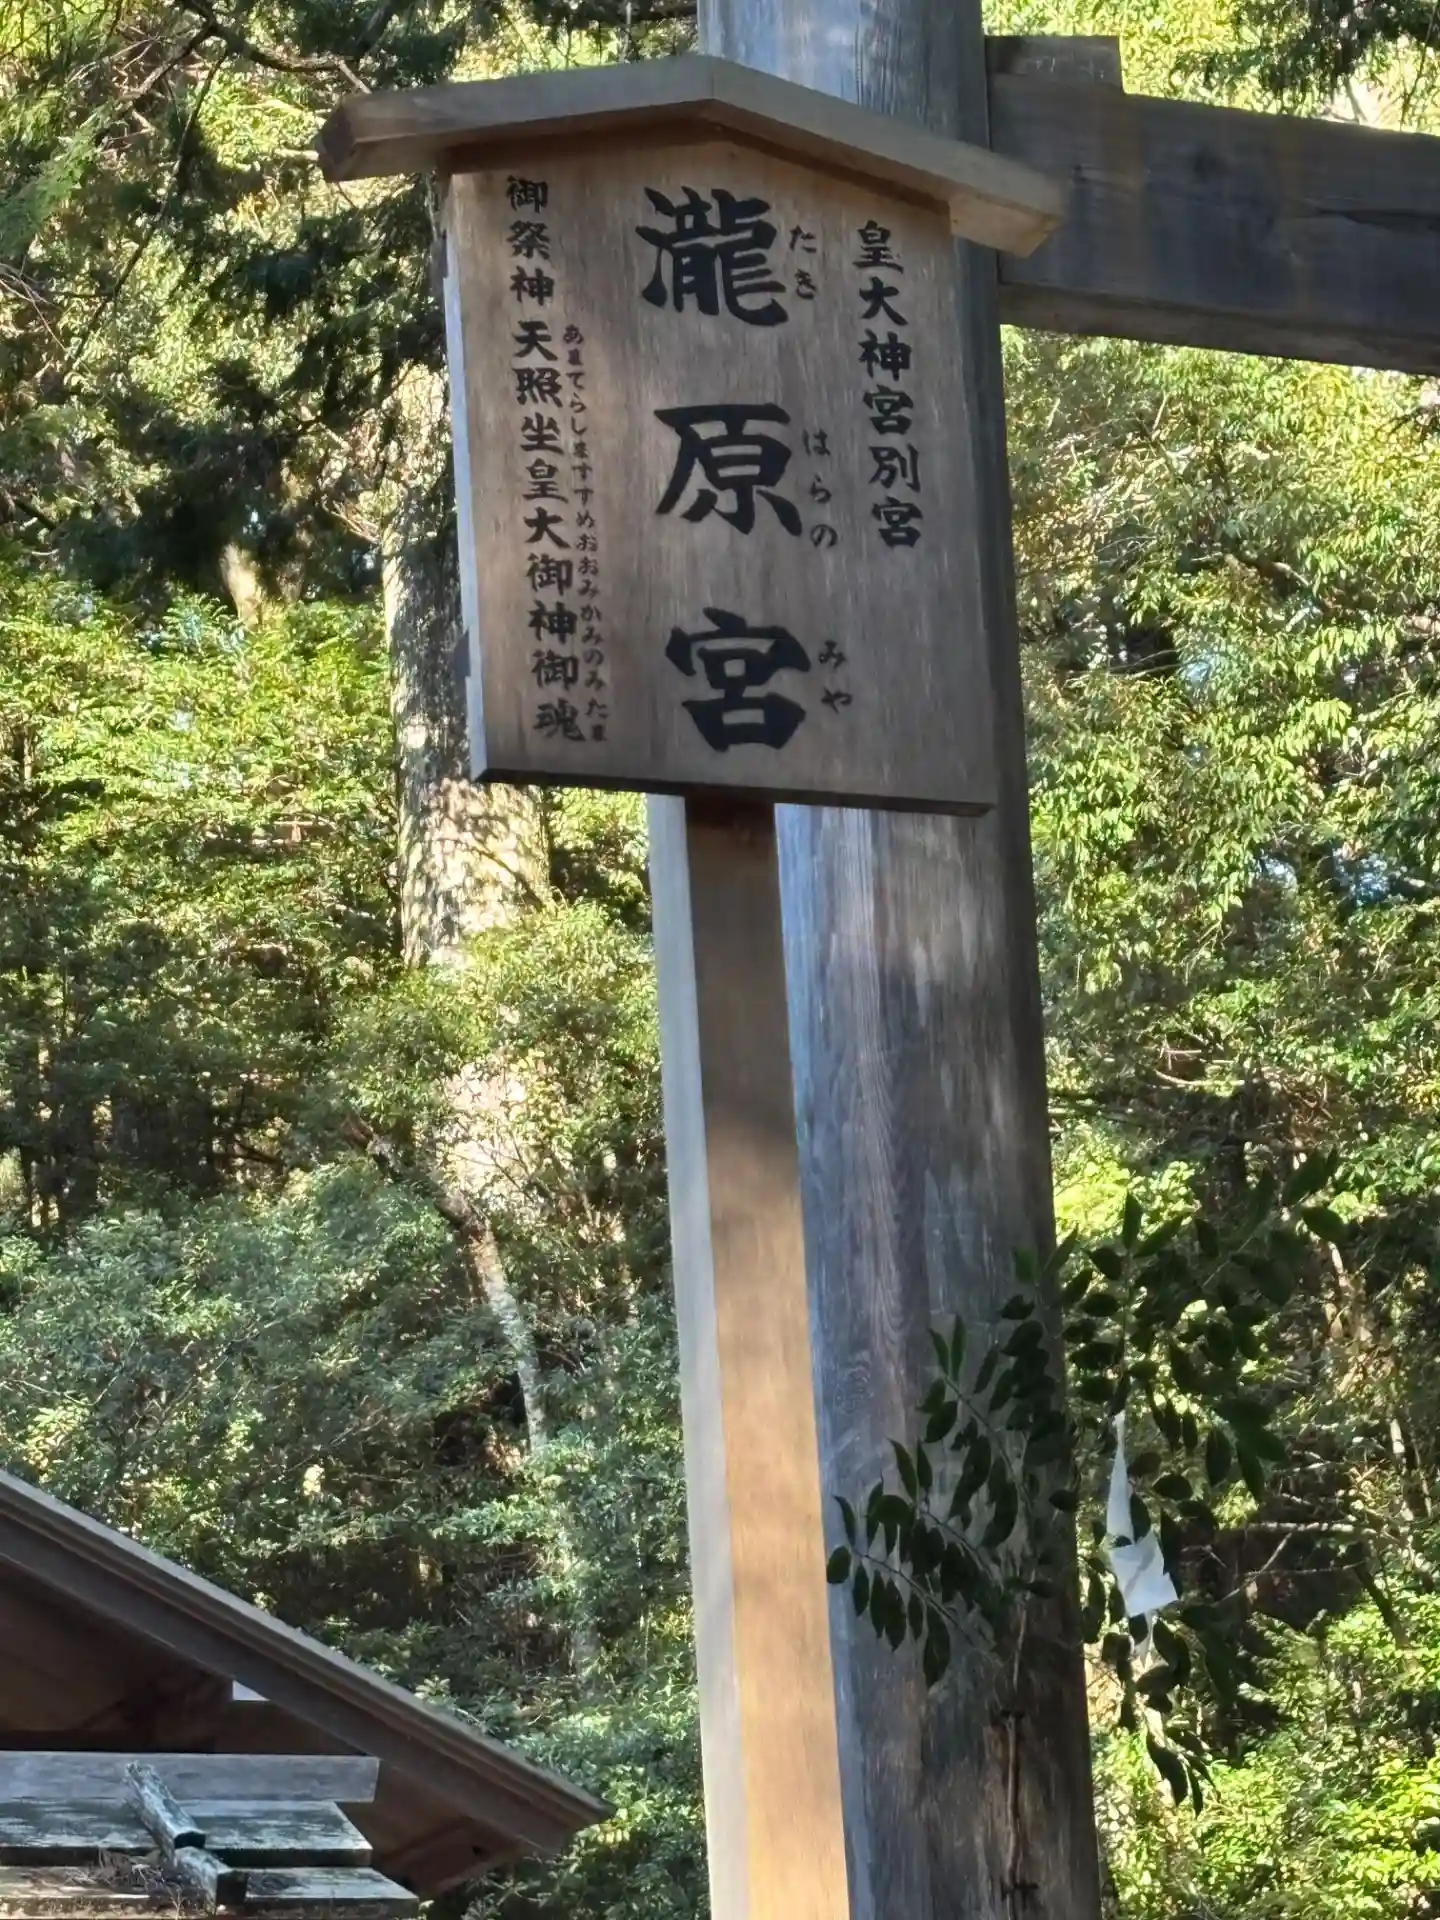 皇大神宮別宮
瀧原宮
たきはらのみや
御祭神 天照坐皇大御神御魂
あまてらしますすめおおみかみのみたま